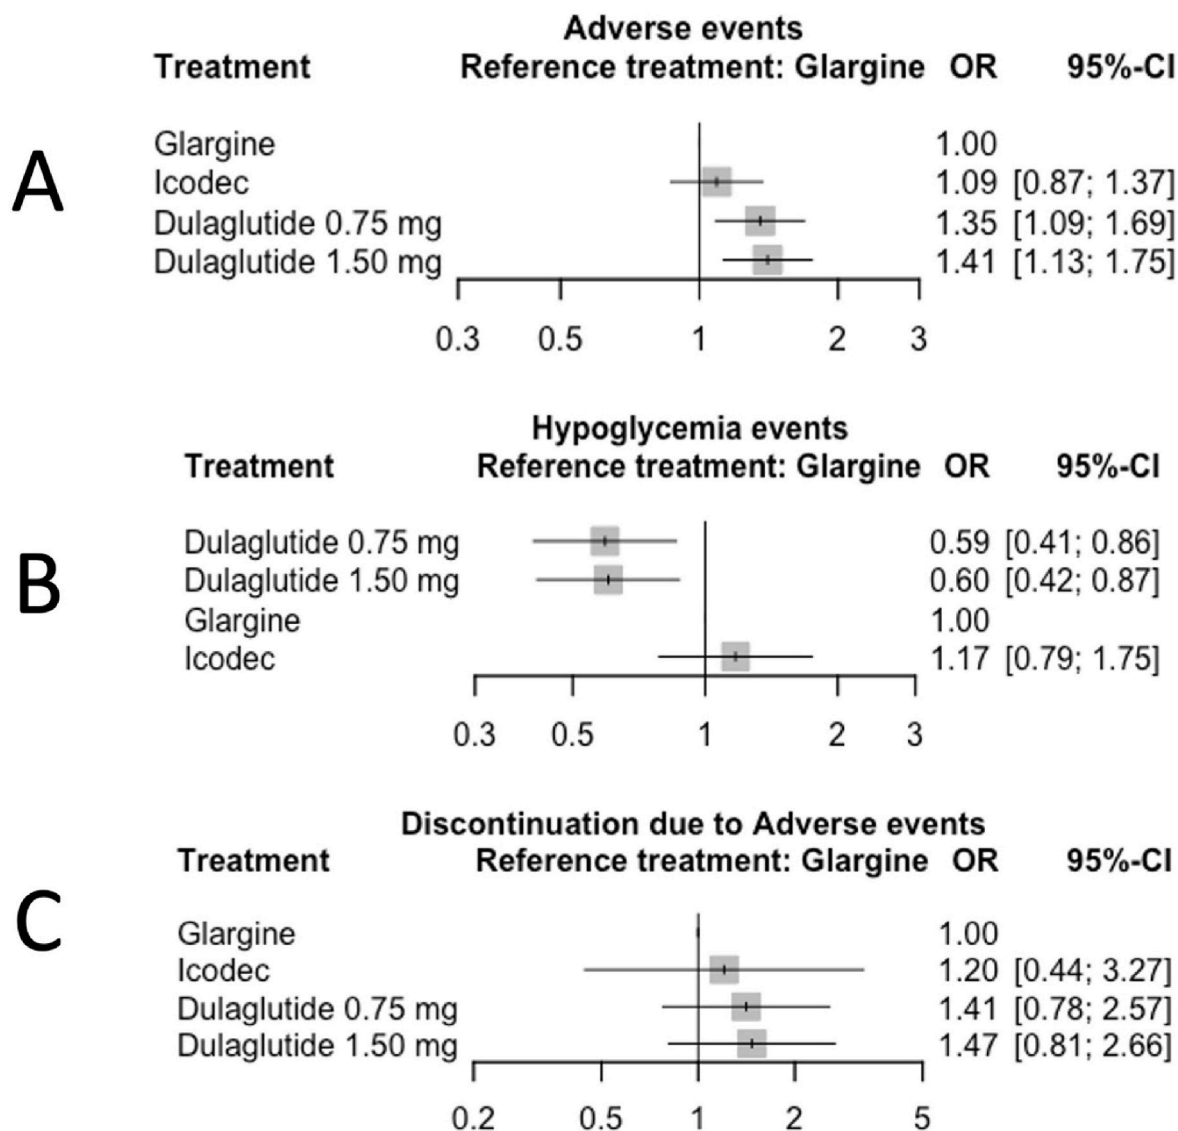 A
Adverse events
Treatment Reference treatment: Glargine OR 95%-CI
Glargine 1.00
Icodec 1.09 [0.87; 1.37]
Dulaglutide 0.75 mg 1.35 [1.09; 1.69]
Dulaglutide 1.50 mg 1.41 [1.13; 1.75]
0.3 0.5 1 2 3
B
Hypoglycemia events
Treatment Reference treatment: Glargine OR 95%-CI
Dulaglutide 0.75 mg 0.59 [0.41; 0.86]
Dulaglutide 1.50 mg 0.60 [0.42; 0.87]
Glargine 1.00
Icodec 1.17 [0.79; 1.75]
0.3 0.5 1 2 3
C
Discontinuation due to Adverse events
Treatment Reference treatment: Glargine OR 95%-CI
Glargine 1.00
Icodec 1.20 [0.44; 3.27]
Dulaglutide 0.75 mg 1.41 [0.78; 2.57]
Dulaglutide 1.50 mg 1.47 [0.81; 2.66]
0.2 0.5 1 2 5